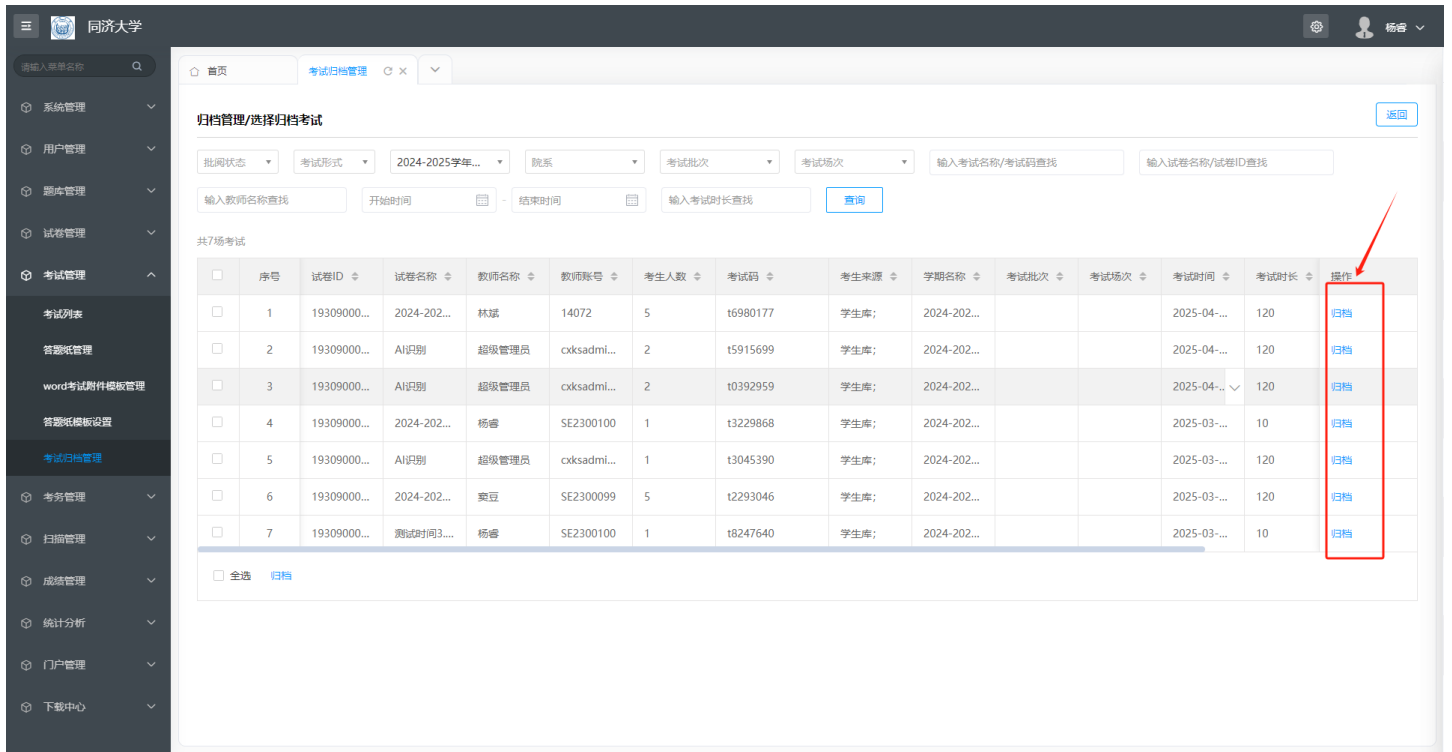 同济大学
杨睿
请输入菜单名称
首页
考试归档管理
系统管理
用户管理
题库管理
试卷管理
考试管理
考试列表
答题纸管理
word考试附件模板管理
答题纸模板设置
考试归档管理
考务管理
扫描管理
成绩管理
统计分析
门户管理
下载中心
归档管理/选择归档考试
返回
批阅状态 考试形式 2024-2025学年... 院系 考试批次 考试场次 输入考试名称/考试码查找 输入试卷名称/试卷ID查找
输入教师名称查找 开始时间 - 结束时间 输入考试时长查找 查询
共7场考试
序号 试卷ID 试卷名称 教师名称 教师账号 考生人数 考试码 考生来源 学期名称 考试批次 考试场次 考试时间 考试时长 操作
1 19309000... 2024-202... 林斌 14072 5 t6980177 学生库; 2024-202... 2025-04-... 120 归档
2 19309000... AI识别 超级管理员 cxksadmi... 2 t5915699 学生库; 2024-202... 2025-04-... 120 归档
3 19309000... AI识别 超级管理员 cxksadmi... 2 t0392959 学生库; 2024-202... 2025-04-.. 120 归档
4 19309000... 2024-202... 杨睿 SE2300100 1 t3229868 学生库; 2024-202... 2025-03-... 10 归档
5 19309000... AI识别 超级管理员 cxksadmi... 1 t3045390 学生库; 2024-202... 2025-03-... 120 归档
6 19309000... 2024-202... 窦豆 SE2300099 5 t2293046 学生库; 2024-202... 2025-03-... 120 归档
7 19309000... 测试时间3.... 杨睿 SE2300100 1 t8247640 学生库; 2024-202... 2025-03-... 10 归档
全选 归档